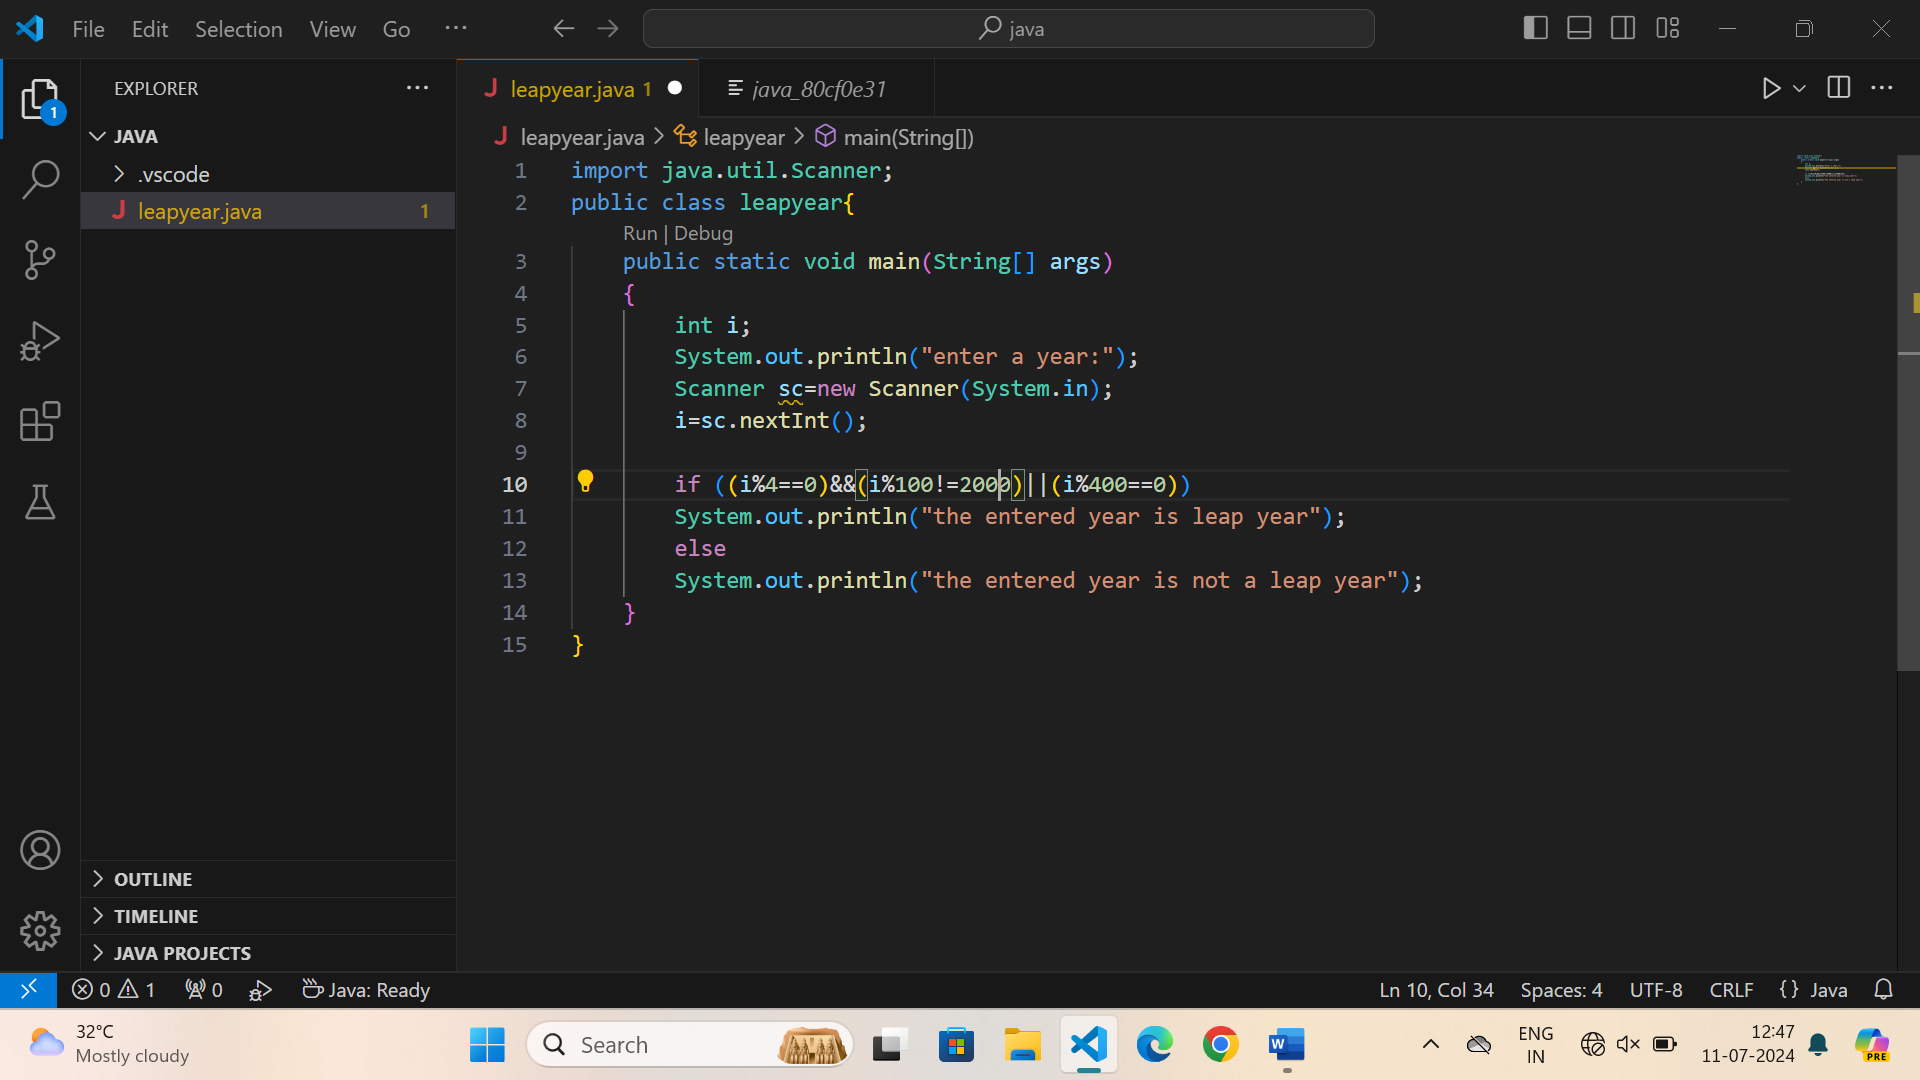 File Edit Selection View Go ···
java
EXPLORER ···
JAVA
.vscode
leapyear.java 1
OUTLINE
TIMELINE
JAVA PROJECTS
1
J leapyear.java 1
java_80cf0e31
J leapyear.java > leapyear > main(String[])
1 import java.util.Scanner;
2 public class leapyear{
Run | Debug
3 public static void main(String[] args)
4 {
5 int i;
6 System.out.println("enter a year:");
7 Scanner sc=new Scanner(System.in);
8 i=sc.nextInt();
9
10 if ((i%4==0)&&(i%100!=2000)||(i%400==0))
11 System.out.println("the entered year is leap year");
12 else
13 System.out.println("the entered year is not a leap year");
14 }
15 }
0 1 0 Java: Ready
Ln 10, Col 34 Spaces: 4 UTF-8 CRLF {} Java
32°C
Mostly cloudy
Search
W
ENG
IN
12:47
11-07-2024
PRE